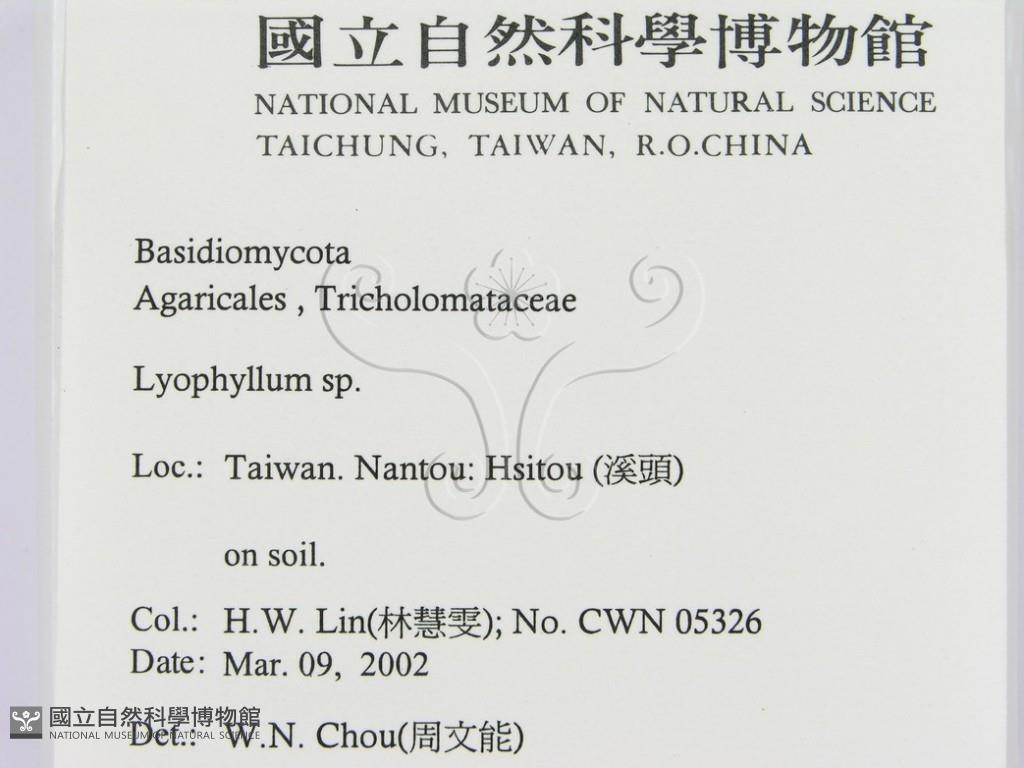 國立自然科學博物館
NATIONAL MUSEUM OF NATURAL SCIENCE
TAICHUNG, TAIWAN, R.O.CHINA
Basidiomycota
Agaricales , Tricholomataceae
Lyophyllum sp.
Loc.: Taiwan. Nantou: Hsitou (溪頭)
on soil.
Col.: H.W. Lin(林慧雯); No. CWN 05326
Date: Mar. 09, 2002
Det.: W.N. Chou(周文能)
國立自然科學博物館
NATIONAL MUSEUM OF NATURAL SCIENCE